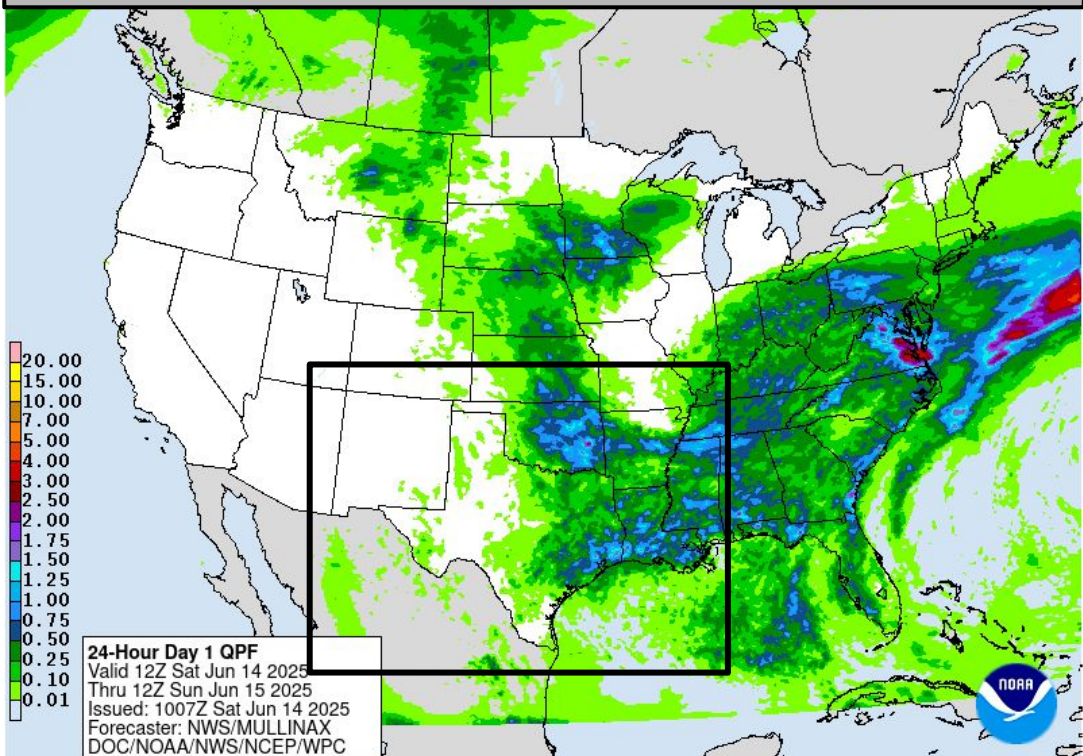 20.00
15.00
10.00
7.00
5.00
4.00
3.00
2.50
2.00
1.75
1.50
1.25
1.00
0.75
0.50
0.25
0.10
0.01
24-Hour Day 1 QPF
Valid 12Z Sat Jun 14 2025
Thru 12Z Sun Jun 15 2025
Issued: 1007Z Sat Jun 14 2025
Forecaster: NWS/MULLINAX
DOC/NOAA/NWS/NCEP/WPC
NOAA